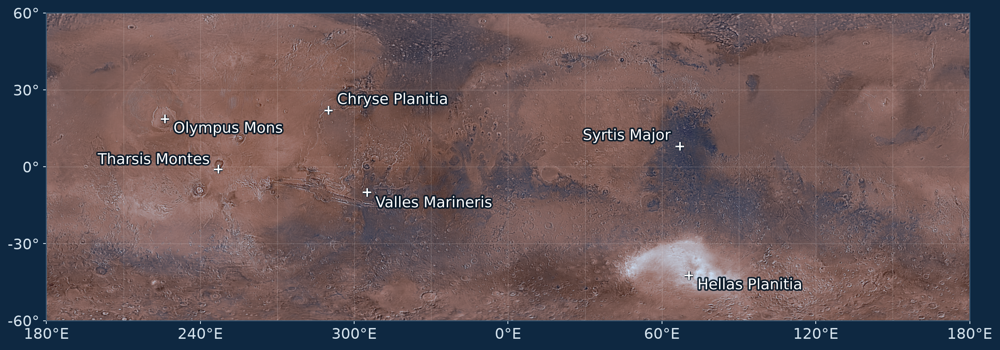 60°
30°
0°
-30°
-60°
Chryse Planitia
Olympus Mons
Syrtis Major
Tharsis Montes
Valles Marineris
Hellas Planitia
180°E
240°E
300°E
0°E
60°E
120°E
180°E